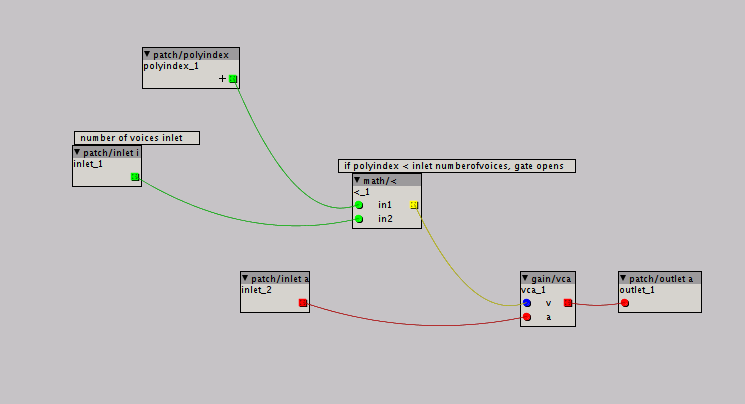 patch/polyindex
polyindex_1
+
number of voices inlet
patch/inlet i
inlet_1
if polyindex < inlet numberofvoices, gate opens
math/<
<_1
in1
in2
patch/inlet a
inlet_2
gain/vca
vca_1
v
a
patch/outlet a
outlet_1